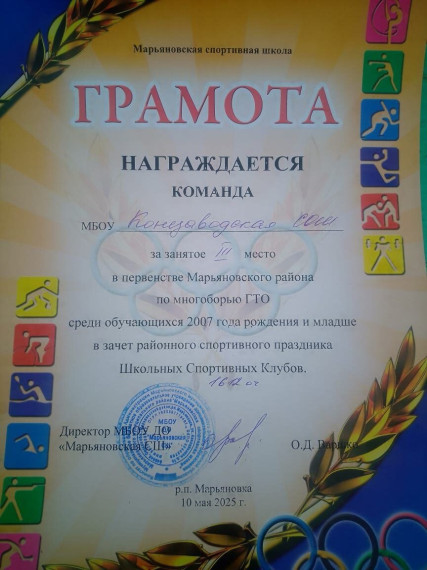 Марьяновская спортивная школа
ГРАМОТА
НАГРАЖДАЕТСЯ
КОМАНДА
МБОУ Конезаводская СОШ
за занятое III место
в первенстве Марьяновского района
по многоборью ГТО
среди обучающихся 2007 года рождения и младше
в зачет районного спортивного праздника
Школьных Спортивных Клубов.
1612 оч
Директор МБОУ ДО
«Марьяновская СШ» О.Д.
р.п. Марьяновка
10 мая 2025 г.